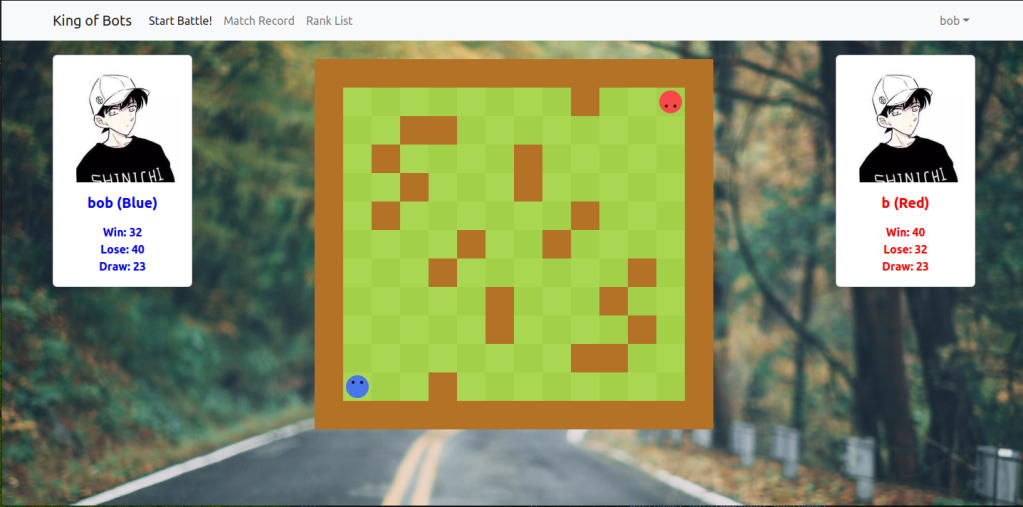 King of Bots Start Battle! Match Record Rank List bob
SHINICHI
bob (Blue)
Win: 32
Lose: 40
Draw: 23
SHINICHI
b (Red)
Win: 40
Lose: 32
Draw: 23